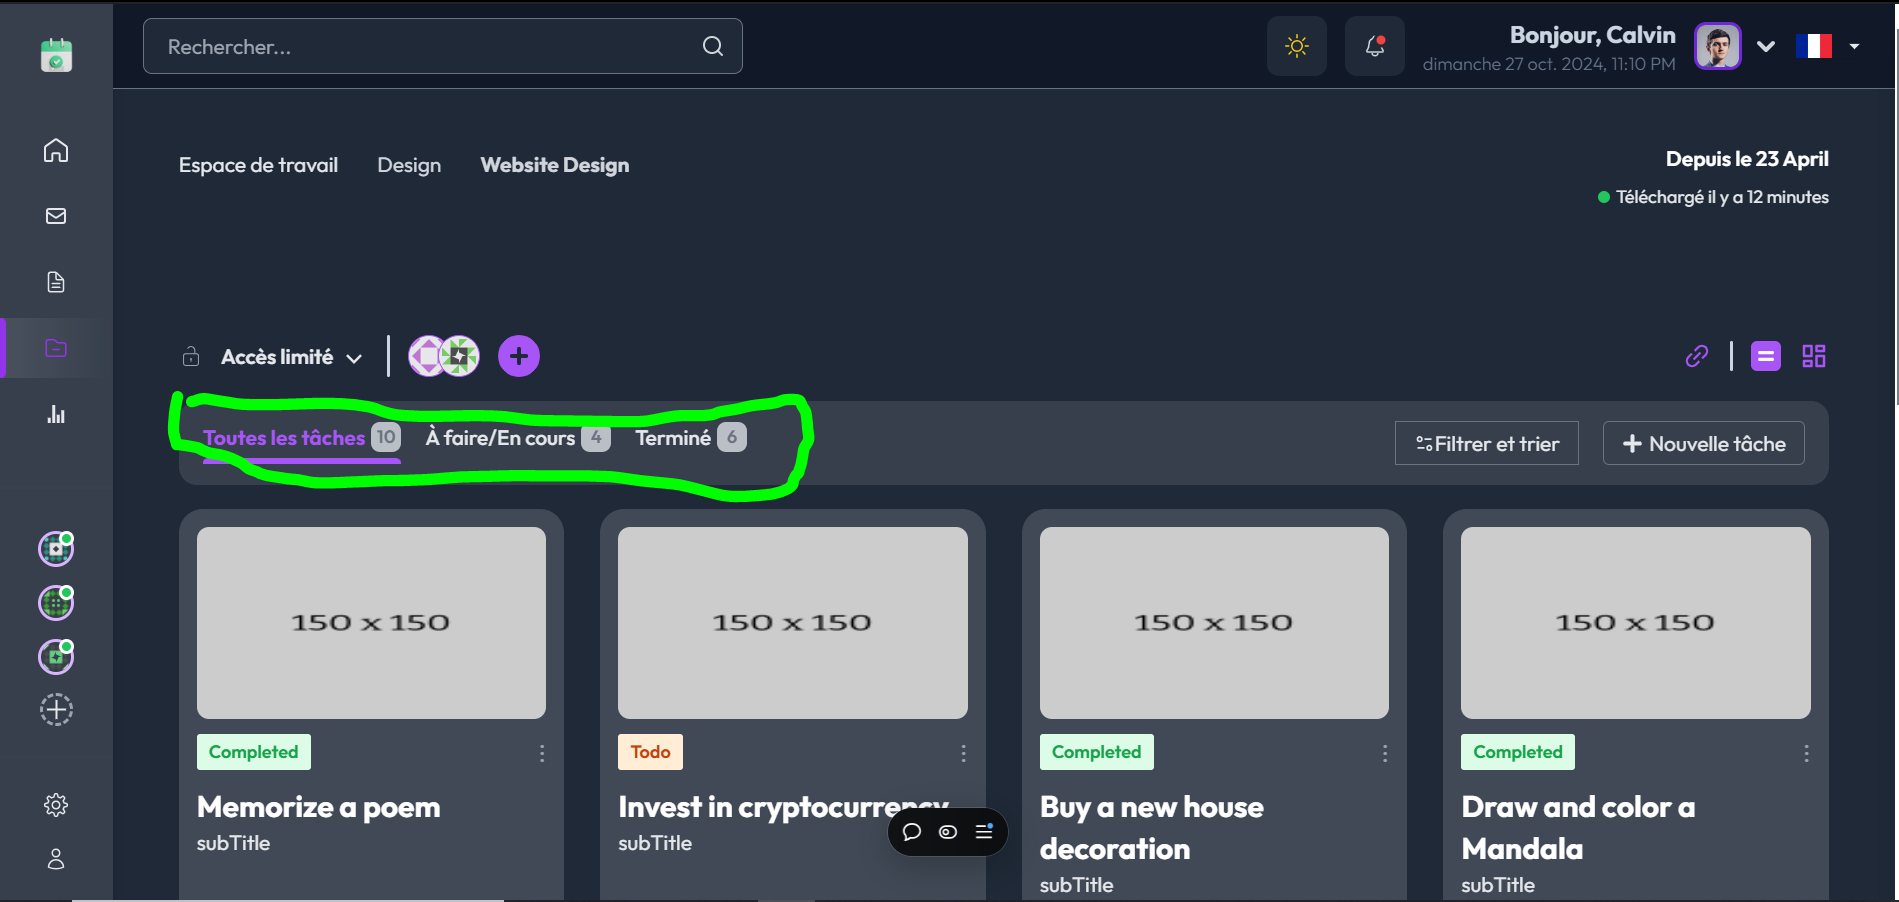 Rechercher...
Bonjour, Calvin
dimanche 27 oct. 2024, 11:10 PM
Espace de travail
Design
Website Design
Depuis le 23 April
Téléchargé il y a 12 minutes
Accès limité
Toutes les tâches 10
À faire/En cours 4
Terminé 6
Filtrer et trier
Nouvelle tâche
150 x 150
150 x 150
150 x 150
150 x 150
Completed
Todo
Completed
Completed
Memorize a poem
subTitle
Invest in cryptocurrency
subTitle
Buy a new house
decoration
subTitle
Draw and color a
Mandala
subTitle